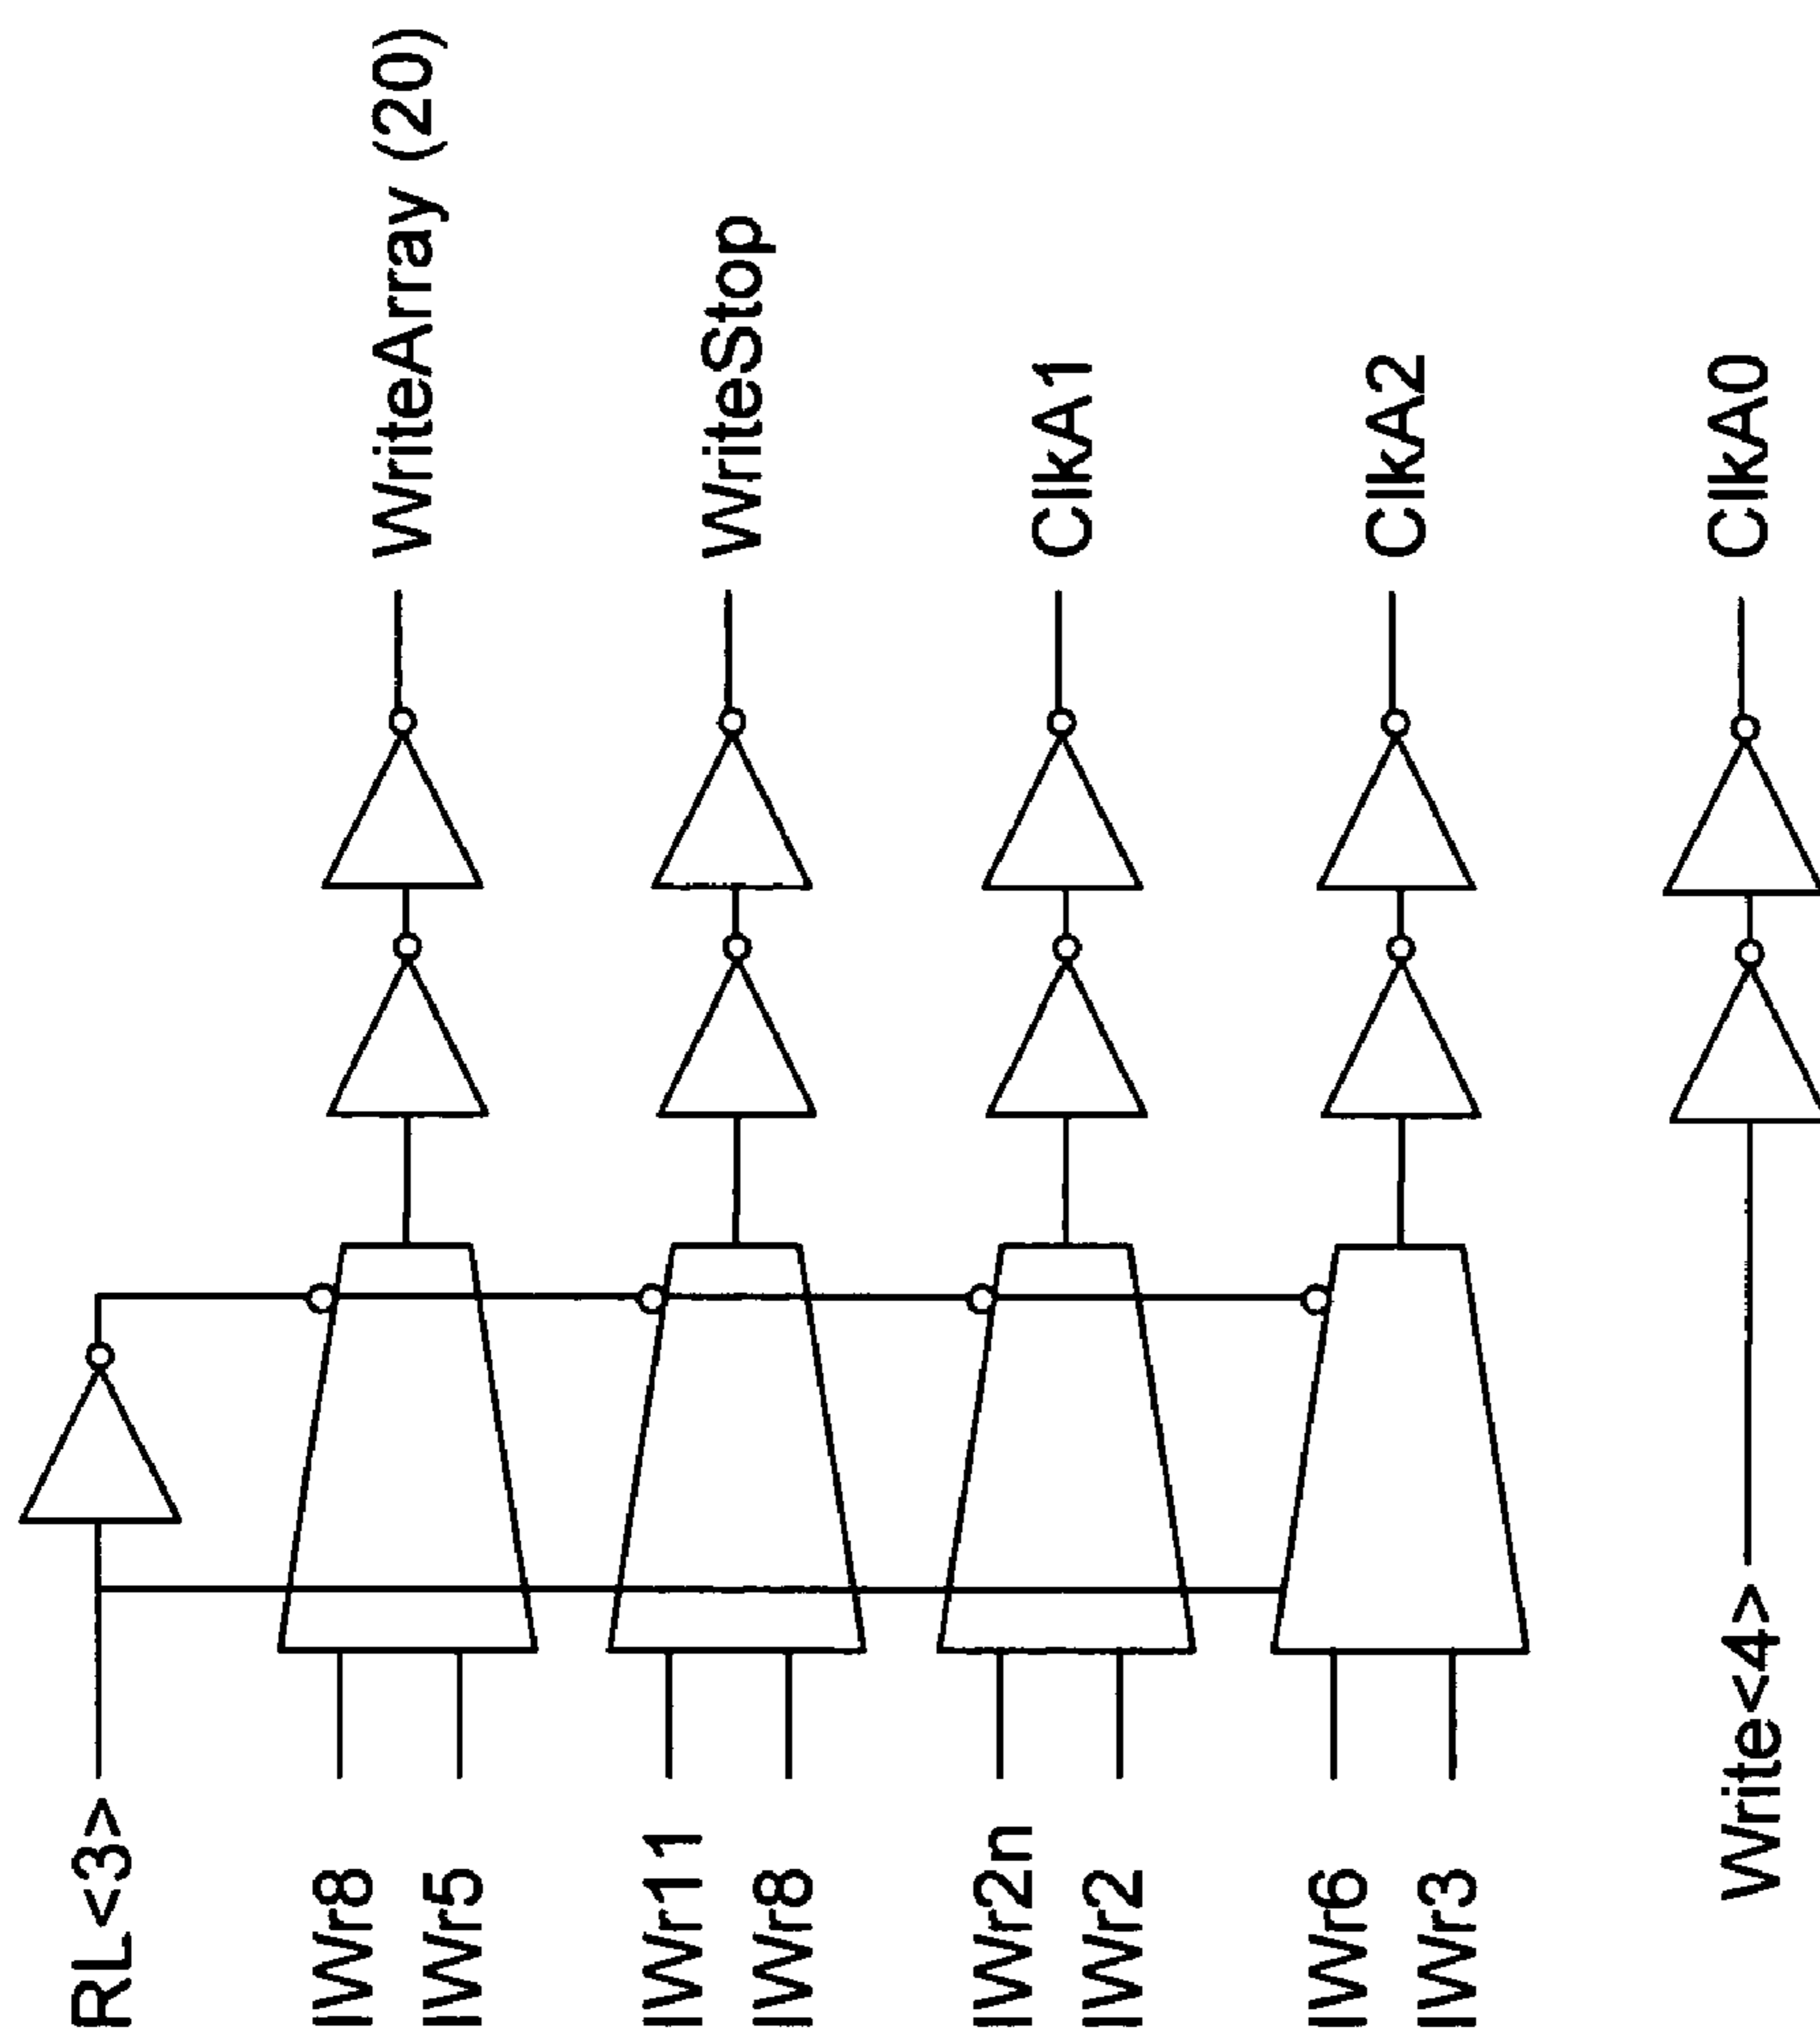 RL<3>
IWr8
IWr5
IWr11
IWr8
IWr2n
IWr2
IWr6
IWr3
Write<4>
WriteArray (20)
WriteStop
ClkA1
ClkA2
ClkA0